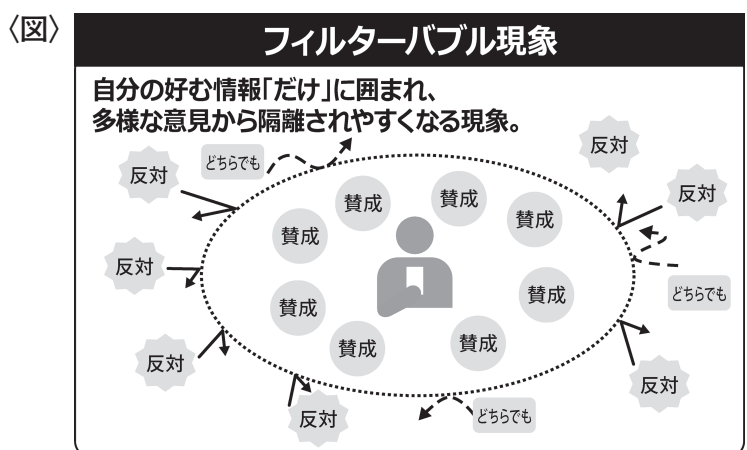 〈図〉
フィルターバブル現象
自分の好む情報「だけ」に囲まれ、
多様な意見から隔離されやすくなる現象。
反対
どちらでも
反対
賛成
賛成
賛成
反対
賛成
反対
賛成
賛成
どちらでも
反対
賛成
賛成
反対
反対
どちらでも